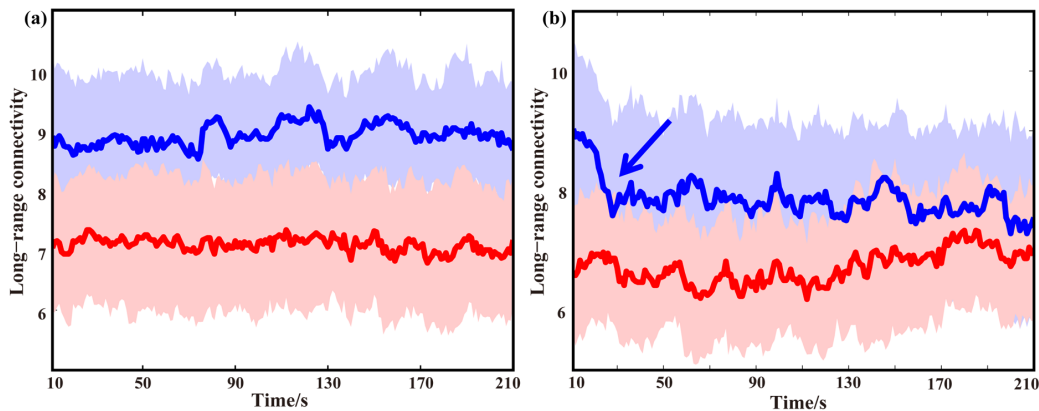 (a)
Long-range connectivity
10
9
8
7
6
10 50 90 130 170 210
Time/s
(b)
Long-range connectivity
10
8
6
10 50 90 130 170 210
Time/s